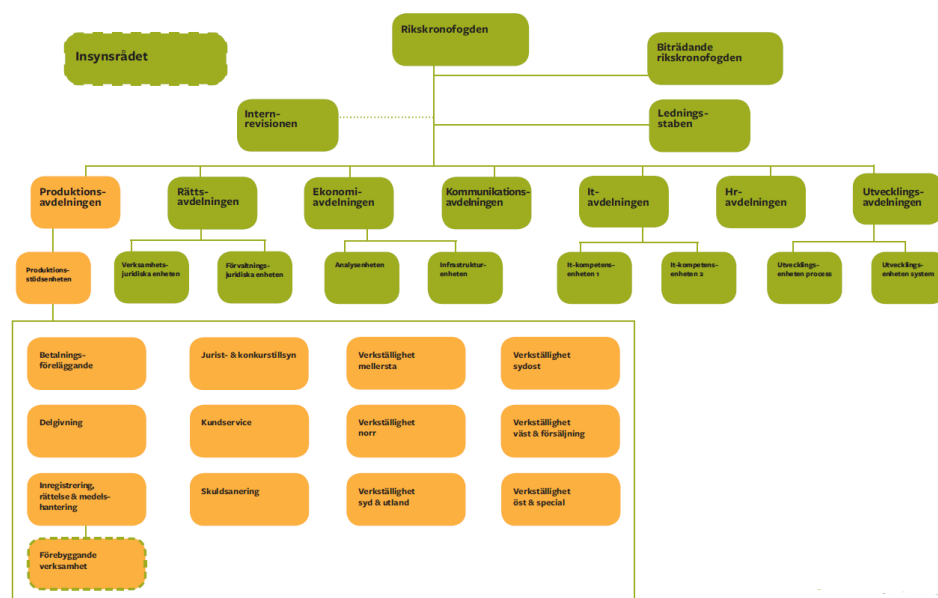 Rikskronofogden
Insynsrådet
Biträdande
rikskronofogden
Intern-
revisionen
Lednings-
staben
Produktions-
avdelningen
Rätts-
avdelningen
Ekonomi-
avdelningen
Kommunikations-
avdelningen
It-
avdelningen
Hr-
avdelningen
Utvecklings-
avdelningen
Produktions-
stödsenheten
Verksamhets-
juridiska enheten
Förvaltnings-
juridiska enheten
Analysenheten
Infrastruktur-
enheten
It-kompetens-
enheten 1
It-kompetens-
enheten 2
Utvecklings-
enheten process
Utvecklings-
enheten system
Betalnings-
föreläggande
Jurist- & konkurstillsyn
Verkställighet
mellersta
Verkställighet
sydost
Delgivning
Kundservice
Verkställighet
norr
Verkställighet
väst & försäljning
Inregistrering,
rättelse & medels-
hantering
Skuldsanering
Verkställighet
syd & utland
Verkställighet
öst & special
Förebyggande
verksamhet